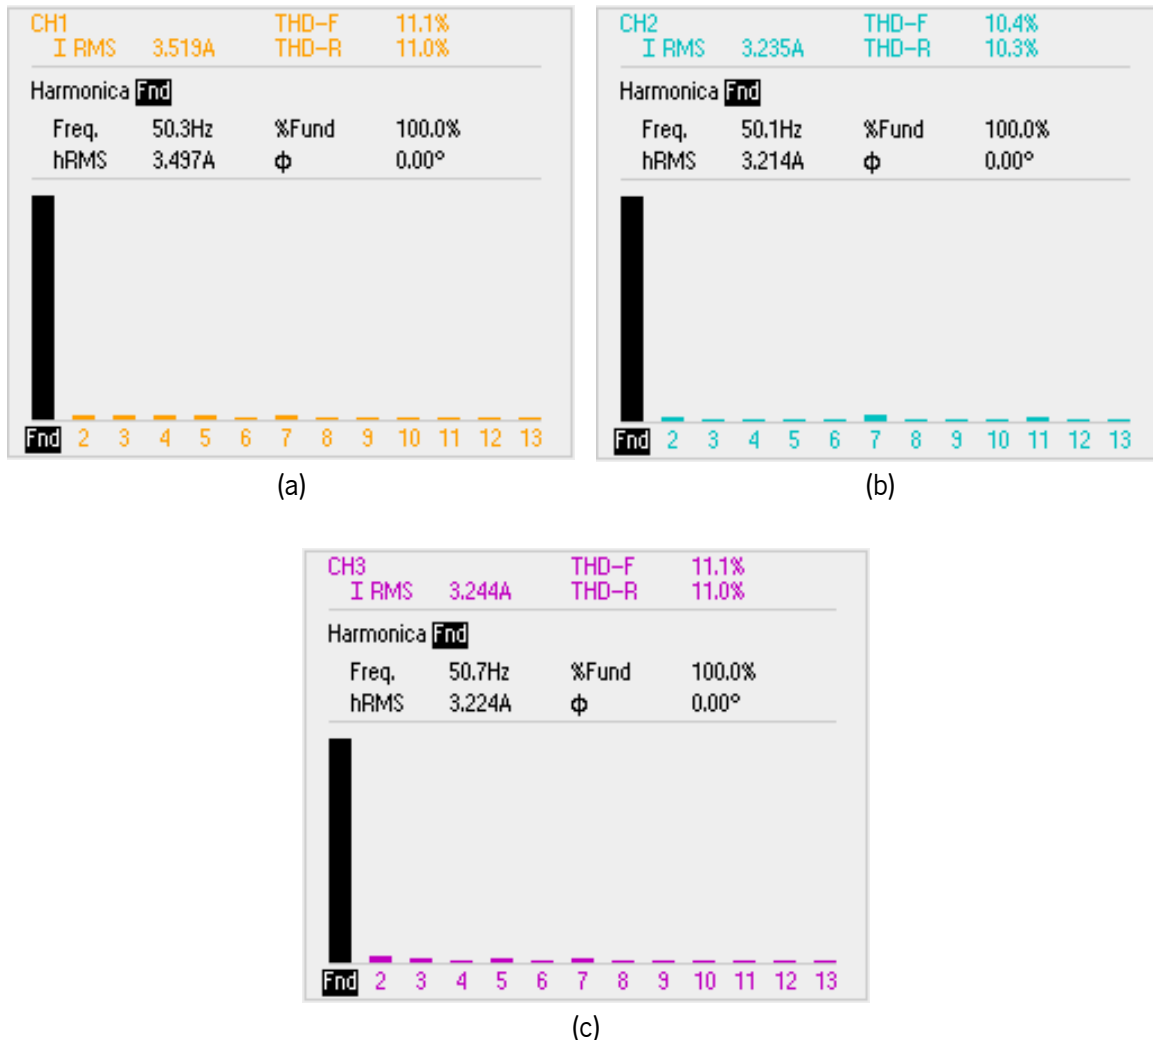 CH1 THD-F 11.1%
I RMS 3.519A THD-R 11.0%
Harmonica Fnd
Freq. 50.3Hz %Fund 100.0%
hRMS 3.497A Φ 0.00°
Fnd 2 3 4 5 6 7 8 9 10 11 12 13
(a)
CH2 THD-F 10.4%
I RMS 3.235A THD-R 10.3%
Harmonica Fnd
Freq. 50.1Hz %Fund 100.0%
hRMS 3.214A Φ 0.00°
Fnd 2 3 4 5 6 7 8 9 10 11 12 13
(b)
CH3 THD-F 11.1%
I RMS 3.244A THD-R 11.0%
Harmonica Fnd
Freq. 50.7Hz %Fund 100.0%
hRMS 3.224A Φ 0.00°
Fnd 2 3 4 5 6 7 8 9 10 11 12 13
(c)